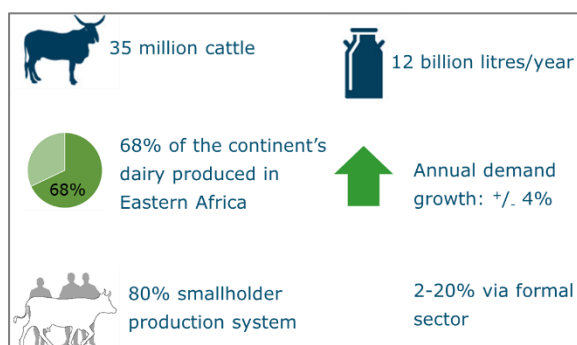 35 million cattle
12 billion litres/year
68%
68% of the continent's
dairy produced in
Eastern Africa
Annual demand
growth: +/- 4%
80% smallholder
production system
2-20% via formal
sector